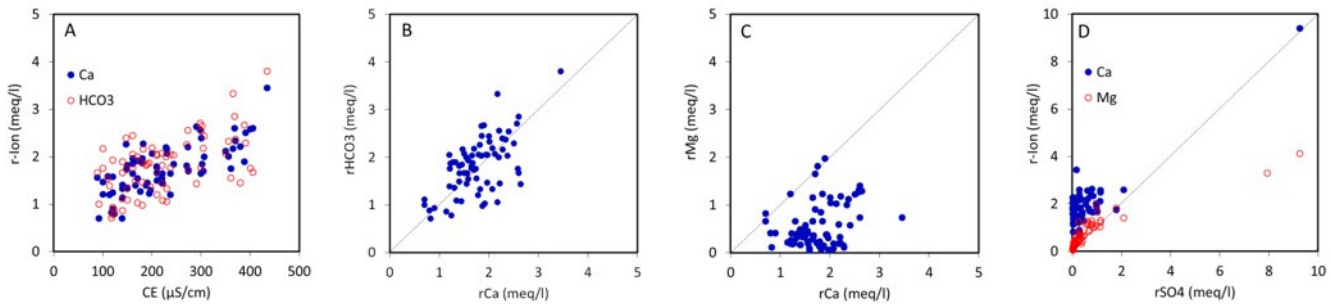 A
Ca
HCO3
r-Ion (meq/l)
5
4
3
2
1
0
0 100 200 300 400 500
CE (µS/cm)
B
rHCO3 (meq/l)
5
4
3
2
1
0
0 1 2 3 4 5
rCa (meq/l)
C
rMg (meq/l)
5
4
3
2
1
0
0 1 2 3 4 5
rCa (meq/l)
D
Ca
Mg
r-Ion (meq/l)
10
8
6
4
2
0
0 2 4 6 8 10
rSO4 (meq/l)